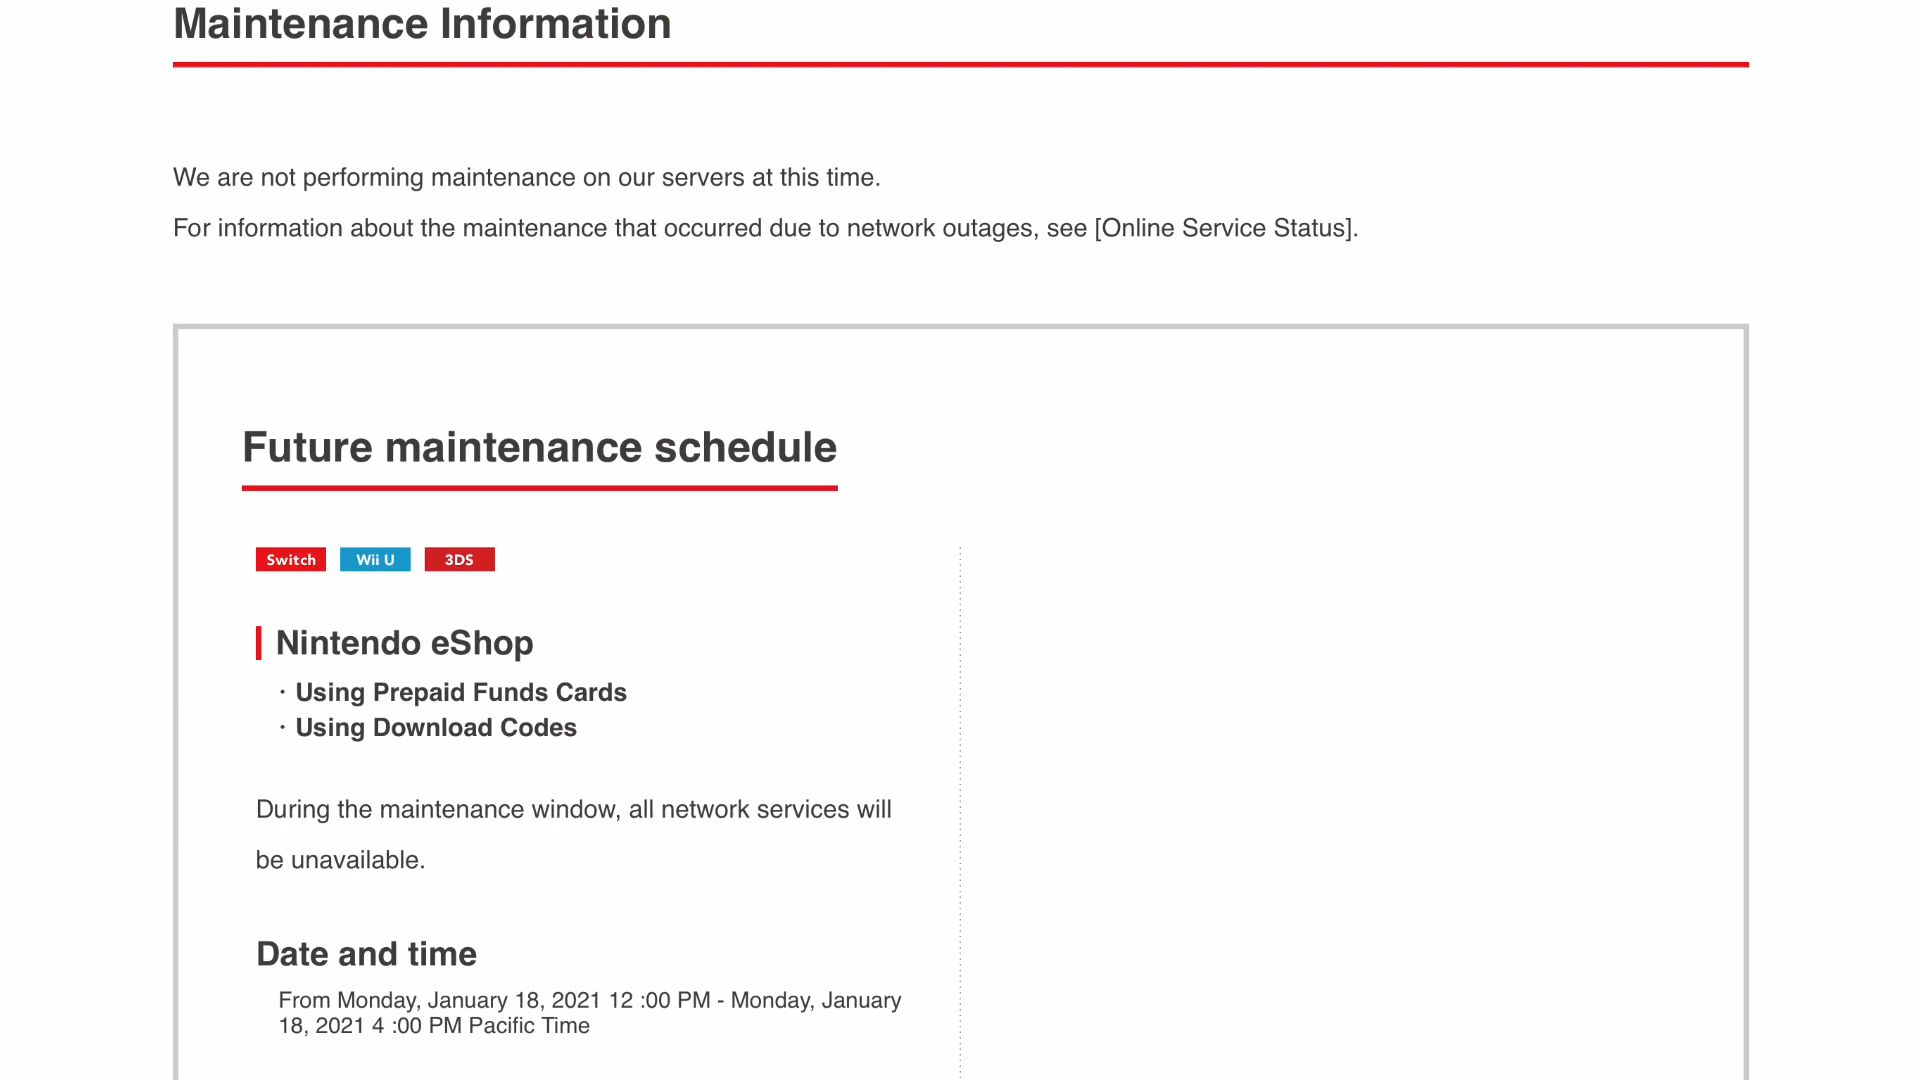 Maintenance Information
We are not performing maintenance on our servers at this time.
For information about the maintenance that occurred due to network outages, see [Online Service Status].
Future maintenance schedule
Switch Wii U 3DS
Nintendo eShop
・Using Prepaid Funds Cards
・Using Download Codes
During the maintenance window, all network services will
be unavailable.
Date and time
From Monday, January 18, 2021 12 :00 PM - Monday, January
18, 2021 4 :00 PM Pacific Time